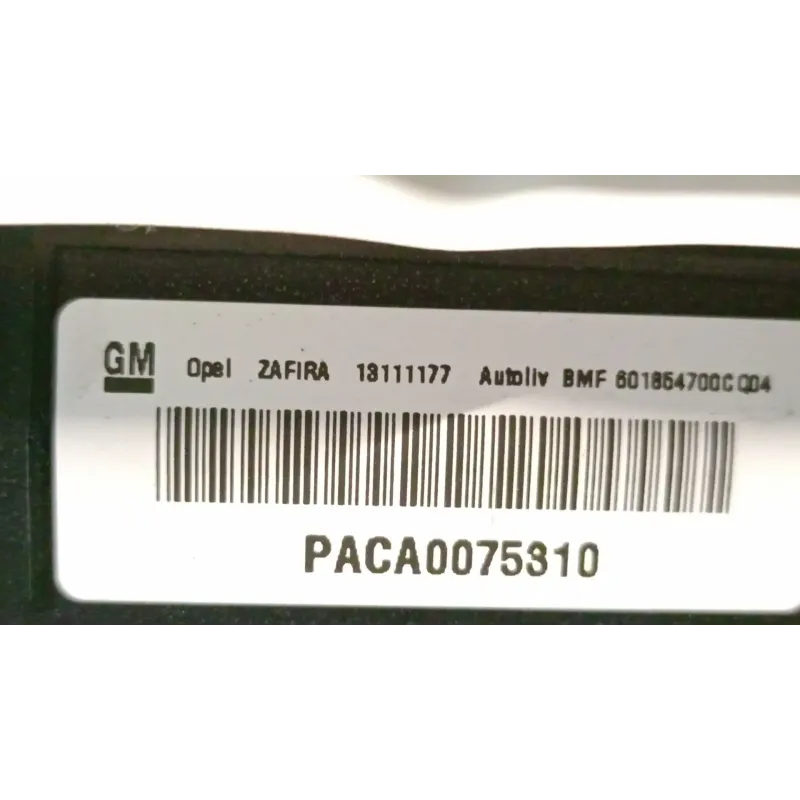 GM Opel ZAFIRA 13111177 Autoliv BMF 601854700C Q04
PACA0075310